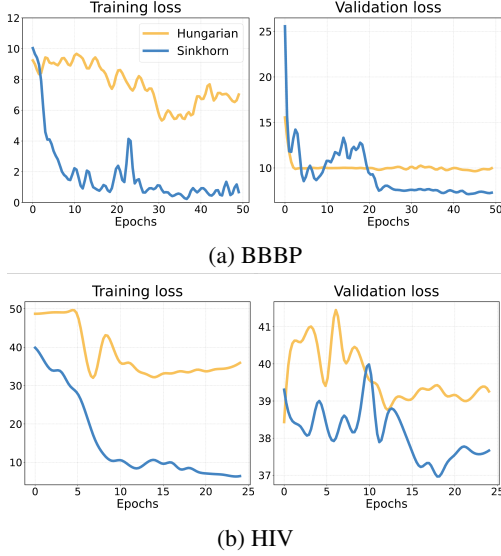 Training loss
Validation loss
Hungarian
Sinkhorn
12
10
8
6
4
2
0
0 10 20 30 40 50
Epochs
25
20
15
10
0 10 20 30 40 50
Epochs
(a) BBBP
Training loss
Validation loss
50
40
30
20
10
0 5 10 15 20 25
Epochs
41
40
39
38
37
0 5 10 15 20 25
Epochs
(b) HIV